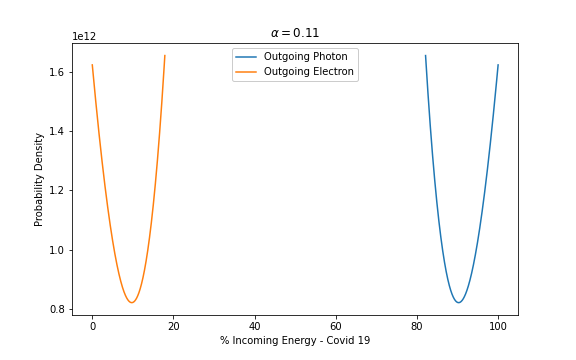 α = 0.11
1e12
Outgoing Photon
Outgoing Electron
Probability Density
1.6
1.4
1.2
1.0
0.8
0 20 40 60 80 100
% Incoming Energy - Covid 19